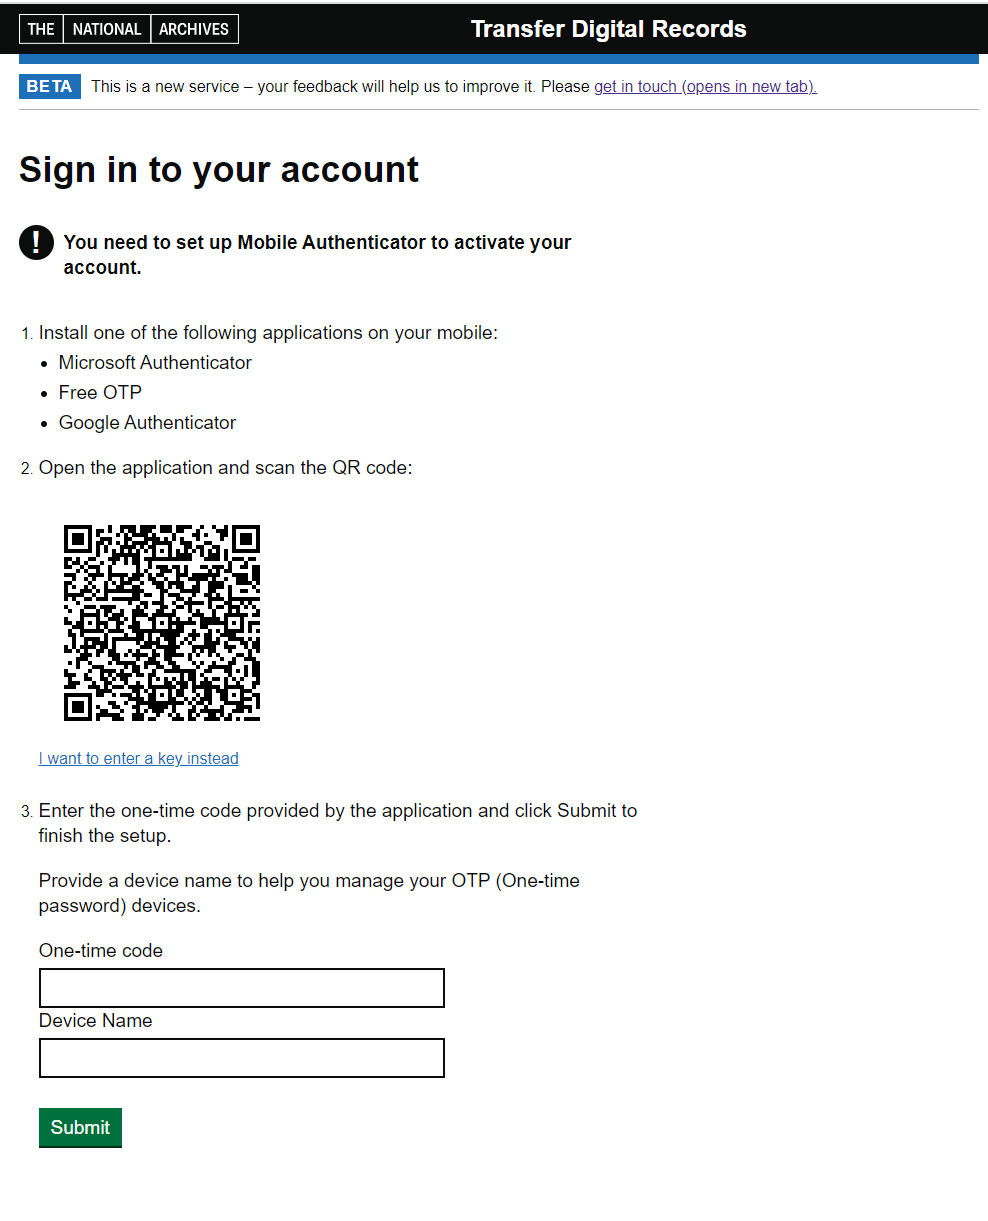 THE NATIONAL ARCHIVES
Transfer Digital Records
BETA This is a new service – your feedback will help us to improve it. Please get in touch (opens in new tab).
Sign in to your account
! You need to set up Mobile Authenticator to activate your
account.
1. Install one of the following applications on your mobile:
• Microsoft Authenticator
• Free OTP
• Google Authenticator
2. Open the application and scan the QR code:
I want to enter a key instead
3. Enter the one-time code provided by the application and click Submit to
finish the setup.
Provide a device name to help you manage your OTP (One-time
password) devices.
One-time code
Device Name
Submit